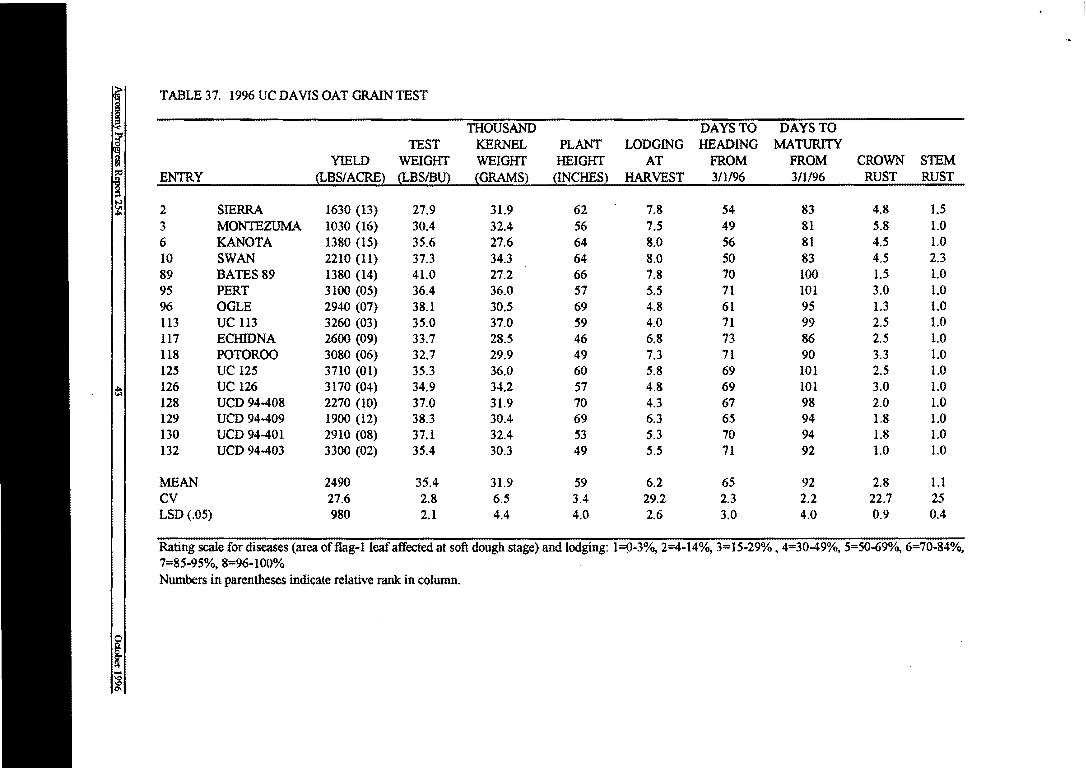 TABLE 37. 1996 UC DAVIS OAT GRAIN TEST
THOUSAND DAYS TO DAYS TO
TEST KERNEL PLANT LODGING HEADING MATURITY
YIELD WEIGHT WEIGHT HEIGHT AT FROM FROM CROWN STEM
ENTRY (LBS/ACRE) (LBS/BU) (GRAMS) (INCHES) HARVEST 3/1/96 3/1/96 RUST RUST
2 SIERRA 1630 (13) 27.9 31.9 62 7.8 54 83 4.8 1.5
3 MONTEZUMA 1030 (16) 30.4 32.4 56 7.5 49 81 5.8 1.0
6 KANOTA 1380 (15) 35.6 27.6 64 8.0 56 81 4.5 1.0
10 SWAN 2210 (11) 37.3 34.3 64 8.0 50 83 4.5 2.3
89 BATES 89 1380 (14) 41.0 27.2 66 7.8 70 100 1.5 1.0
95 PERT 3100 (05) 36.4 36.0 57 5.5 71 101 3.0 1.0
96 OGLE 2940 (07) 38.1 30.5 69 4.8 61 95 1.3 1.0
113 UC 113 3260 (03) 35.0 37.0 59 4.0 71 99 2.5 1.0
117 ECHIDNA 2600 (09) 33.7 28.5 46 6.8 73 86 2.5 1.0
118 POTOROO 3080 (06) 32.7 29.9 49 7.3 71 90 3.3 1.0
125 UC 125 3710 (01) 35.3 36.0 60 5.8 69 101 2.5 1.0
126 UC 126 3170 (04) 34.9 34.2 57 4.8 69 101 3.0 1.0
128 UCD 94-408 2270 (10) 37.0 31.9 70 4.3 67 98 2.0 1.0
129 UCD 94-409 1900 (12) 38.3 30.4 69 6.3 65 94 1.8 1.0
130 UCD 94-401 2910 (08) 37.1 32.4 53 5.3 70 94 1.8 1.0
132 UCD 94-403 3300 (02) 35.4 30.3 49 5.5 71 92 1.0 1.0
MEAN 2490 35.4 31.9 59 6.2 65 92 2.8 1.1
CV 27.6 2.8 6.5 3.4 29.2 2.3 2.2 22.7 25
LSD (.05) 980 2.1 4.4 4.0 2.6 3.0 4.0 0.9 0.4
Rating scale for diseases (area of flag-1 leaf affected at soft dough stage) and lodging: 1=0-3%, 2=4-14%, 3=15-29% , 4=30-49%, 5=50-69%, 6=70-84%,
7=85-95%, 8=96-100%
Numbers in parentheses indicate relative rank in column.
Agronomy Progress Report 254 43 October 1996